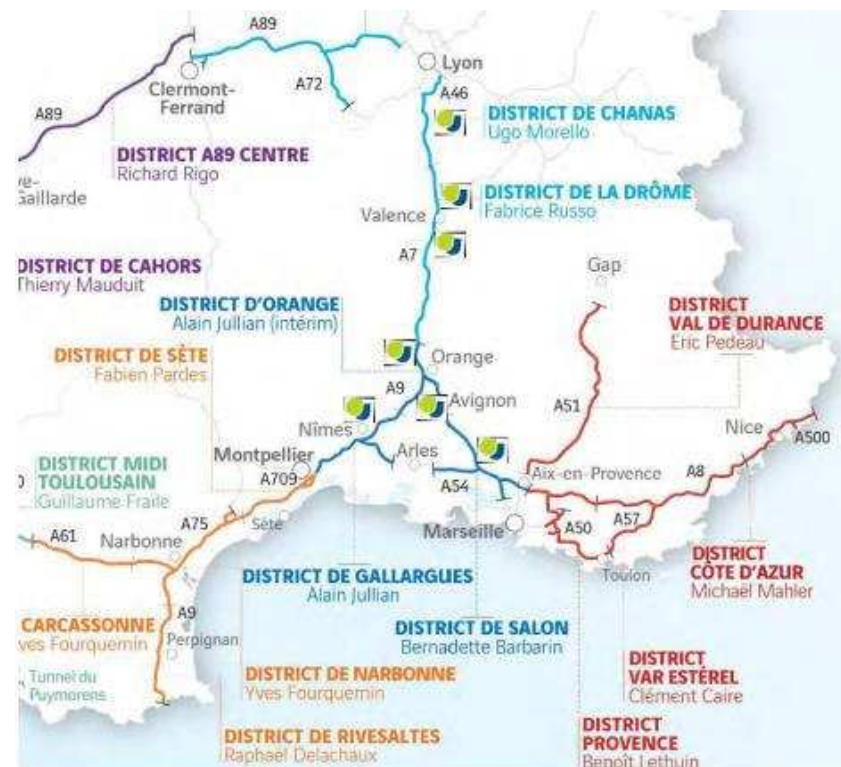 A89
Lyon
Clermont-
Ferrand
A72
A46
A89
DISTRICT DE CHANAS
Ugo Morello
DISTRICT A89 CENTRE
Richard Rigo
ve-
Gaillarde
DISTRICT DE LA DRÔME
Fabrice Russo
Valence
A7
DISTRICT DE CAHORS
Thierry Mauduit
Gap
DISTRICT D'ORANGE
Alain Jullian (intérim)
DISTRICT
VAL DE DURANCE
Eric Pedeau
DISTRICT DE SÈTE
Fabien Pardes
Orange
A9
Avignon
A51
Nîmes
Nice
A500
Montpellier
Arles
Aix-en-Provence
A8
DISTRICT MIDI
TOULOUSAIN
Guillaume Fraile
A709
A54
A75
Sète
Marseille
A50
A57
A61
Narbonne
Toulon
DISTRICT
CÔTE D'AZUR
Michaël Mahler
DISTRICT DE GALLARGUES
Alain Jullian
A9
CARCASSONNE
ves Fourquemin
Perpignan
DISTRICT DE SALON
Bernadette Barbarin
Tunnel du
Puymorens
DISTRICT DE NARBONNE
Yves Fourquemin
DISTRICT
VAR ESTÉREL
Clément Caire
DISTRICT DE RIVESALTES
Raphaël Delachaux
DISTRICT
PROVENCE
Benoît Lethuin